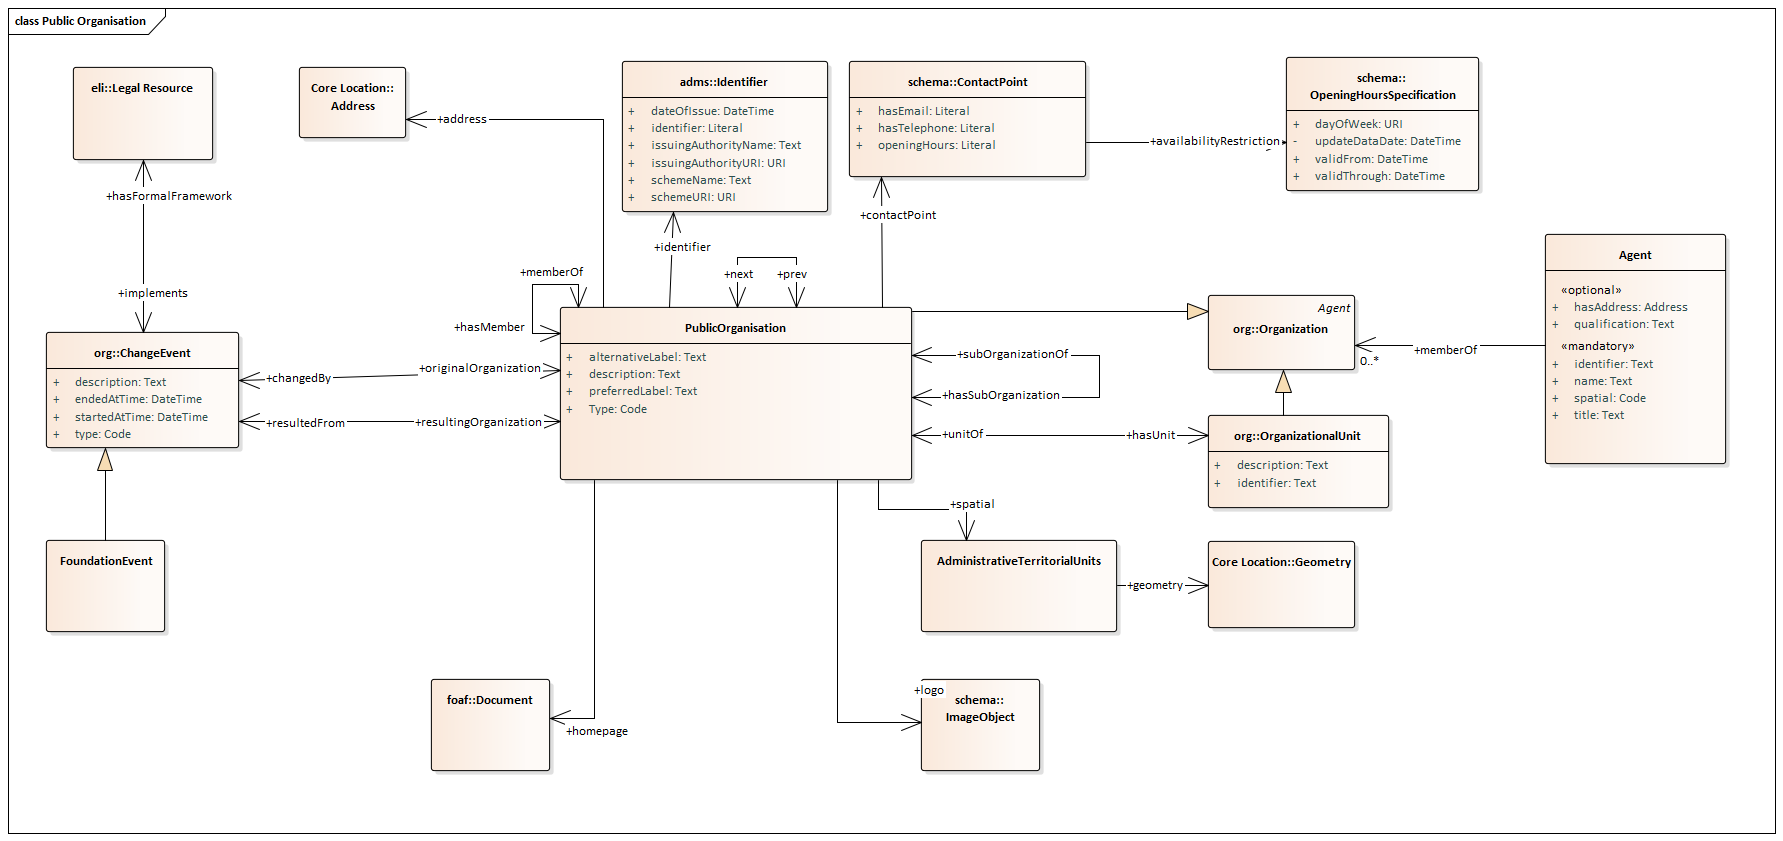 class Public Organisation
eli::Legal Resource
Core Location::
Address
+address
adms::Identifier
+ dateOfIssue: DateTime
+ identifier: Literal
+ issuingAuthorityName: Text
+ issuingAuthorityURI: URI
+ schemeName: Text
+ schemeURI: URI
schema::ContactPoint
+ hasEmail: Literal
+ hasTelephone: Literal
+ openingHours: Literal
+availabilityRestriction
schema::
OpeningHoursSpecification
+ dayOfWeek: URI
- updateDataDate: DateTime
+ validFrom: DateTime
+ validThrough: DateTime
+hasFormalFramework
+implements
+identifier
+contactPoint
+memberOf
+hasMember
+next
+prev
Agent
«optional»
+ hasAddress: Address
+ qualification: Text
«mandatory»
+ identifier: Text
+ name: Text
+ spatial: Code
+ title: Text
+memberOf
0..*
Agent
org::Organization
org::ChangeEvent
+ description: Text
+ endedAtTime: DateTime
+ startedAtTime: DateTime
+ type: Code
+changedBy
+originalOrganization
+resultedFrom
+resultingOrganization
PublicOrganisation
+ alternativeLabel: Text
+ description: Text
+ preferredLabel: Text
+ Type: Code
+subOrganizationOf
+hasSubOrganization
+unitOf
+hasUnit
org::OrganizationalUnit
+ description: Text
+ identifier: Text
FoundationEvent
+spatial
AdministrativeTerritorialUnits
+geometry
Core Location::Geometry
foaf::Document
+homepage
+logo
schema::
ImageObject